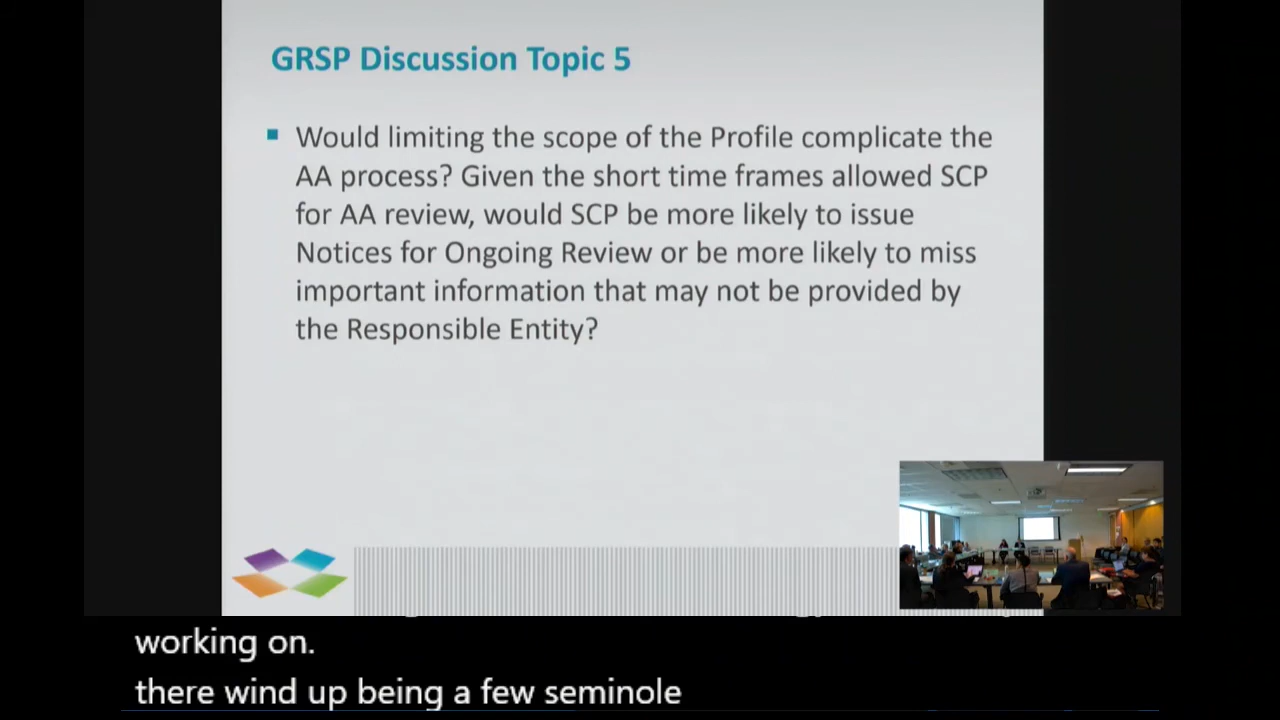 GRSP Discussion Topic 5
Would limiting the scope of the Profile complicate the
AA process? Given the short time frames allowed SCP
for AA review, would SCP be more likely to issue
Notices for Ongoing Review or be more likely to miss
important information that may not be provided by
the Responsible Entity?
working on.
there wind up being a few seminole